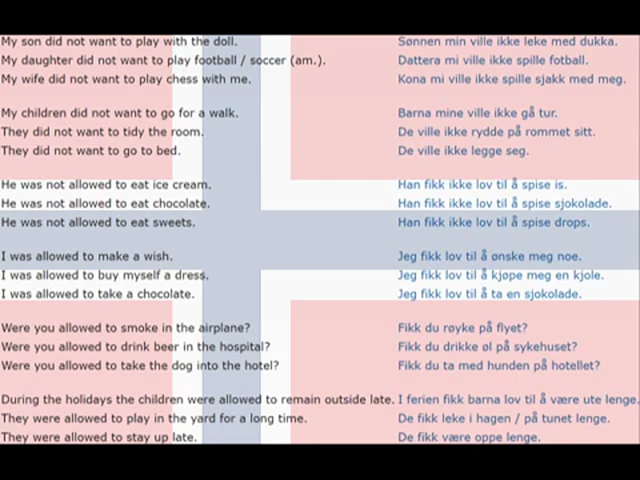 My son did not want to play with the doll. Sønnen min ville ikke leke med dukka.
My daughter did not want to play football / soccer (am.). Dattera mi ville ikke spille fotball.
My wife did not want to play chess with me. Kona mi ville ikke spille sjakk med meg.
My children did not want to go for a walk. Barna mine ville ikke gå tur.
They did not want to tidy the room. De ville ikke rydde på rommet sitt.
They did not want to go to bed. De ville ikke legge seg.
He was not allowed to eat ice cream. Han fikk ikke lov til å spise is.
He was not allowed to eat chocolate. Han fikk ikke lov til å spise sjokolade.
He was not allowed to eat sweets. Han fikk ikke lov til å spise drops.
I was allowed to make a wish. Jeg fikk lov til å ønske meg noe.
I was allowed to buy myself a dress. Jeg fikk lov til å kjøpe meg en kjole.
I was allowed to take a chocolate. Jeg fikk lov til å ta en sjokolade.
Were you allowed to smoke in the airplane? Fikk du røyke på flyet?
Were you allowed to drink beer in the hospital? Fikk du drikke øl på sykehuset?
Were you allowed to take the dog into the hotel? Fikk du ta med hunden på hotellet?
During the holidays the children were allowed to remain outside late. I ferien fikk barna lov til å være ute lenge.
They were allowed to play in the yard for a long time. De fikk leke i hagen / på tunet lenge.
They were allowed to stay up late. De fikk være oppe lenge.